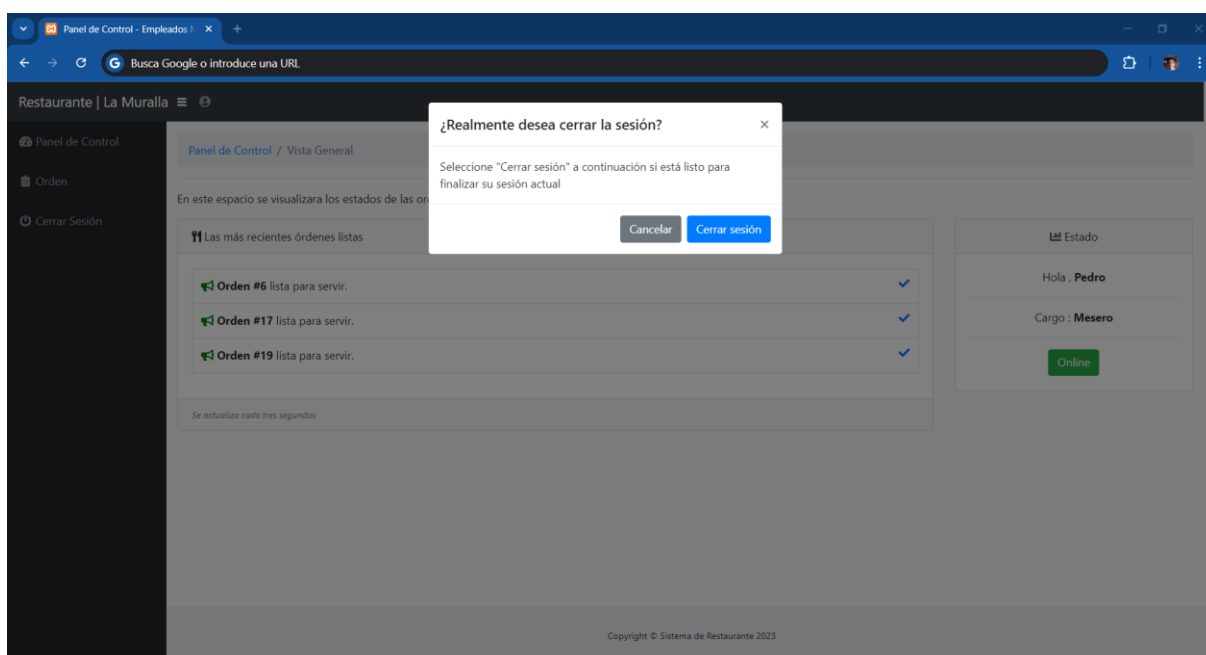 Panel de Control - Empleados
Busca Google o introduce una URL
Restaurante | La Muralla
¿Realmente desea cerrar la sesión?
Seleccione "Cerrar sesión" a continuación si está listo para
finalizar su sesión actual
Cancelar
Cerrar sesión
Panel de Control
Orden
Cerrar Sesión
Panel de Control / Vista General
En este espacio se visualizara los estados de las
Las más recientes órdenes listas
Orden #6 lista para servir.
Orden #17 lista para servir.
Orden #19 lista para servir.
Se actualiza cada tres segundos
Estado
Hola , Pedro
Cargo : Mesero
Online
Copyright © Sistema de Restaurante 2023